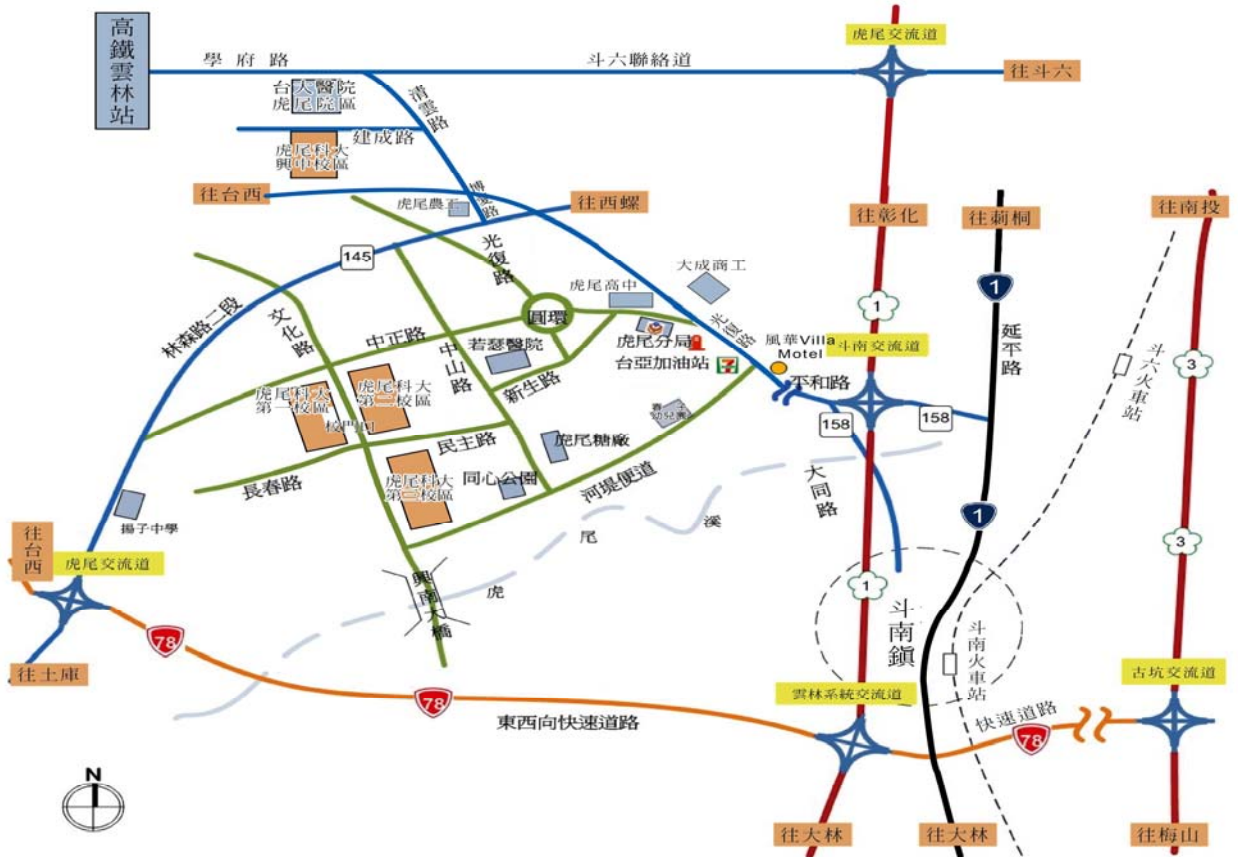 高鐵雲林站
學府路
斗六聯絡道
虎尾交流道
往斗六
台大醫院
虎尾院區
清雲路
建成路
虎尾科大
興中校區
往台西
虎尾農工
博愛路
往西螺
往彰化
往莿桐
往南投
145
光復路
大成商工
虎尾高中
1
1
延平路
斗六火車站
3
林森路二段
文化路
中正路
中山路
圓環
若瑟醫院
虎尾分局
台亞加油站
7
光復路
風華Villa
Motel
斗南交流道
平和路
158
158
虎尾科大
第一校區
校門口
虎尾科大
第二校區
新生路
幼兒園
民主路
虎尾糖廠
長春路
虎尾科大
第三校區
同心公園
河堤便道
大同路
揚子中學
虎尾溪
1
3
往台西
虎尾交流道
興南大橋
1
斗南鎮
斗南火車站
78
往土庫
78
東西向快速道路
雲林系統交流道
古坑交流道
快速道路
78
N
往大林
往大林
往梅山